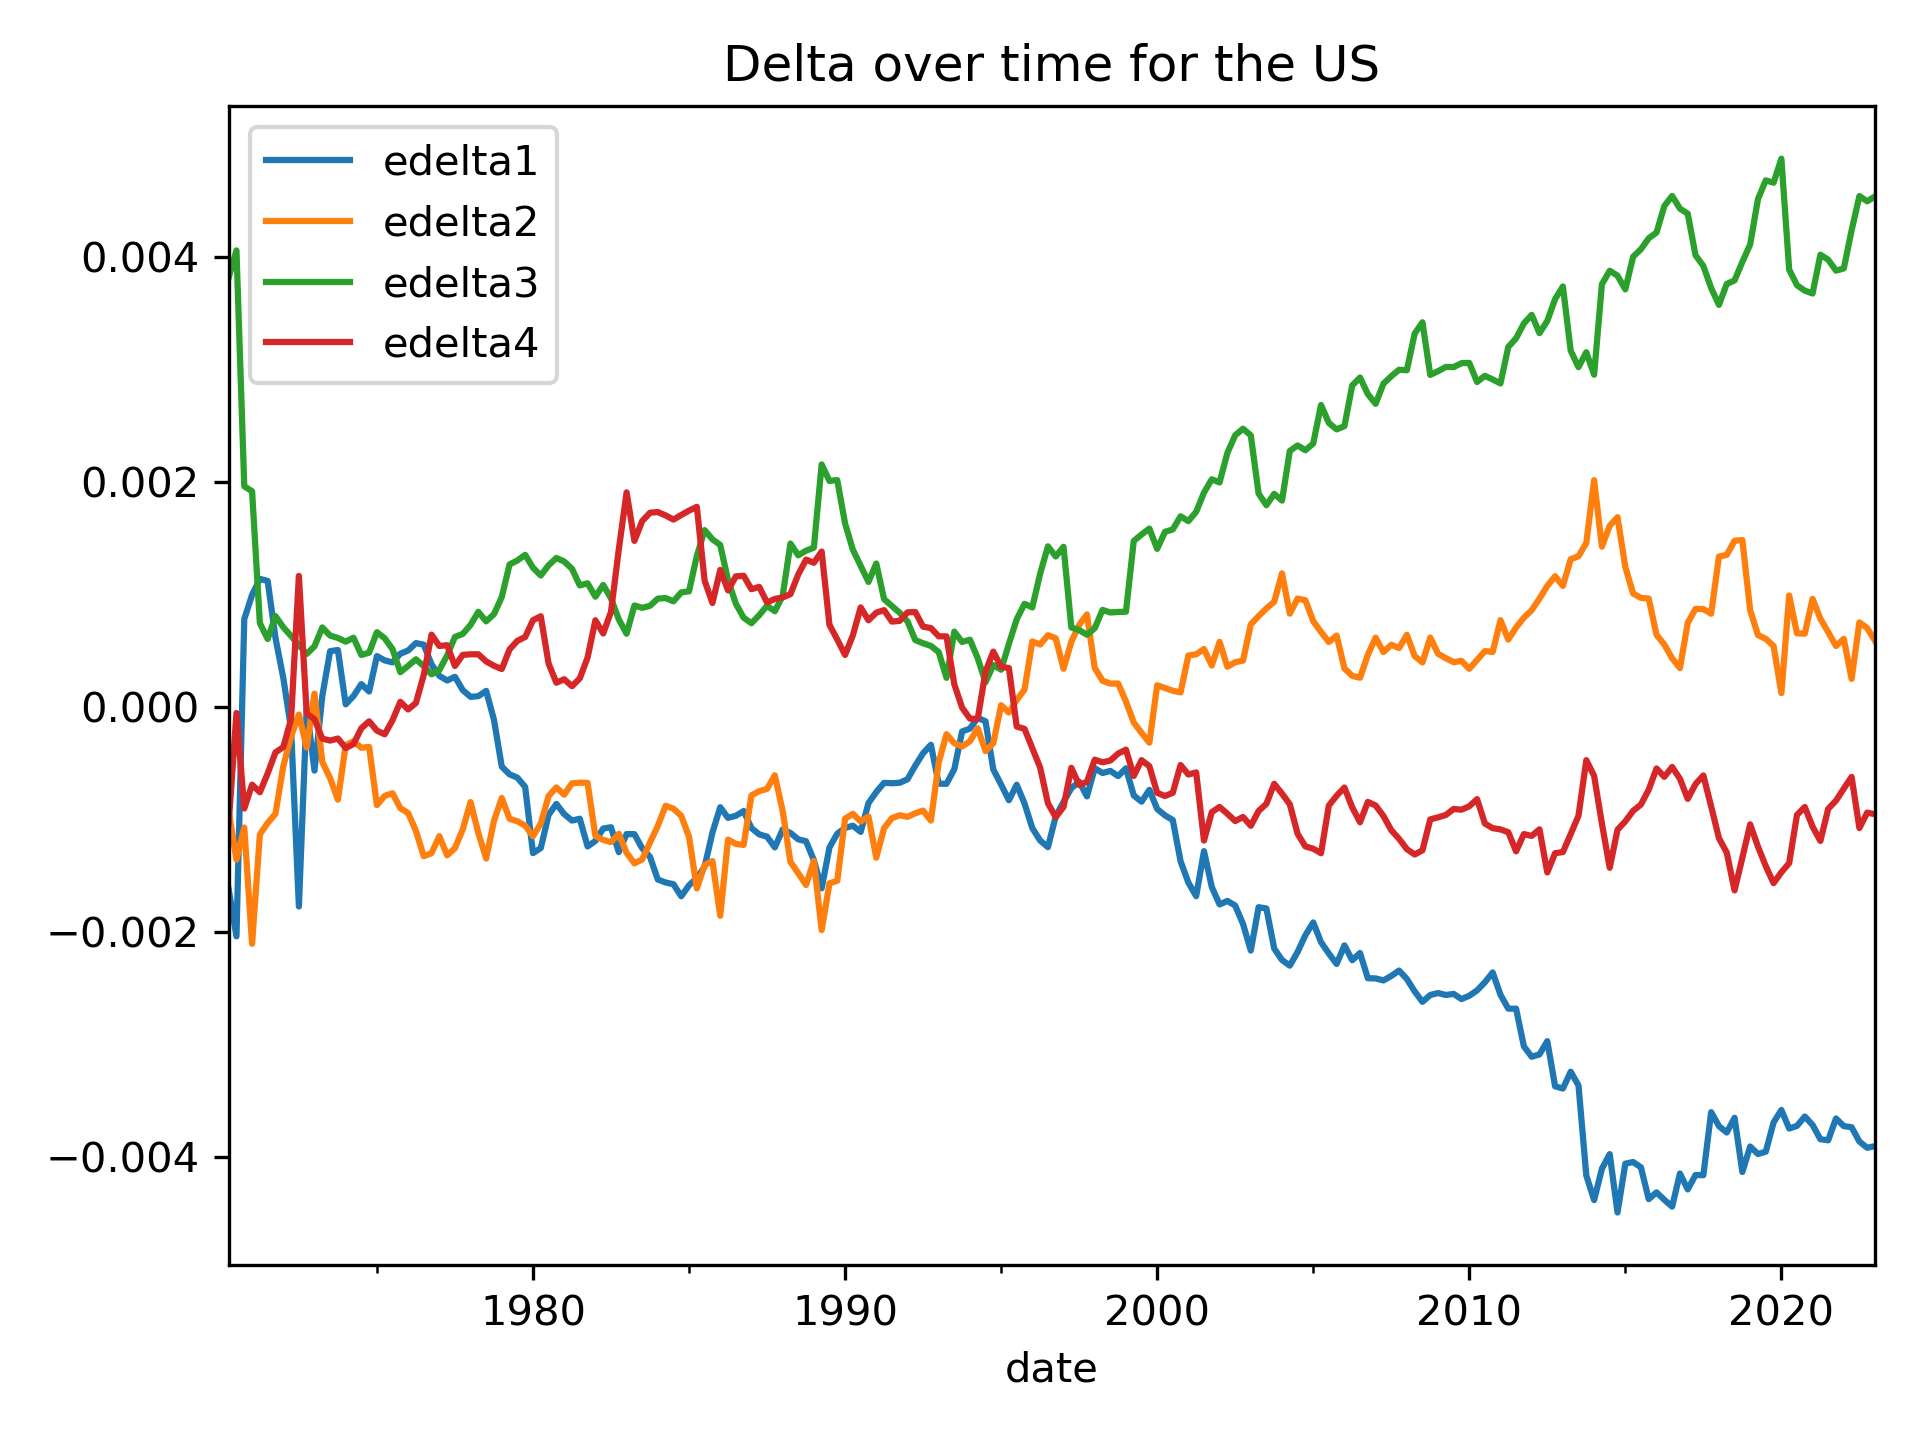 Delta over time for the US
edelta1
edelta2
edelta3
edelta4
0.004
0.002
0.000
−0.002
−0.004
1980 1990 2000 2010 2020
date